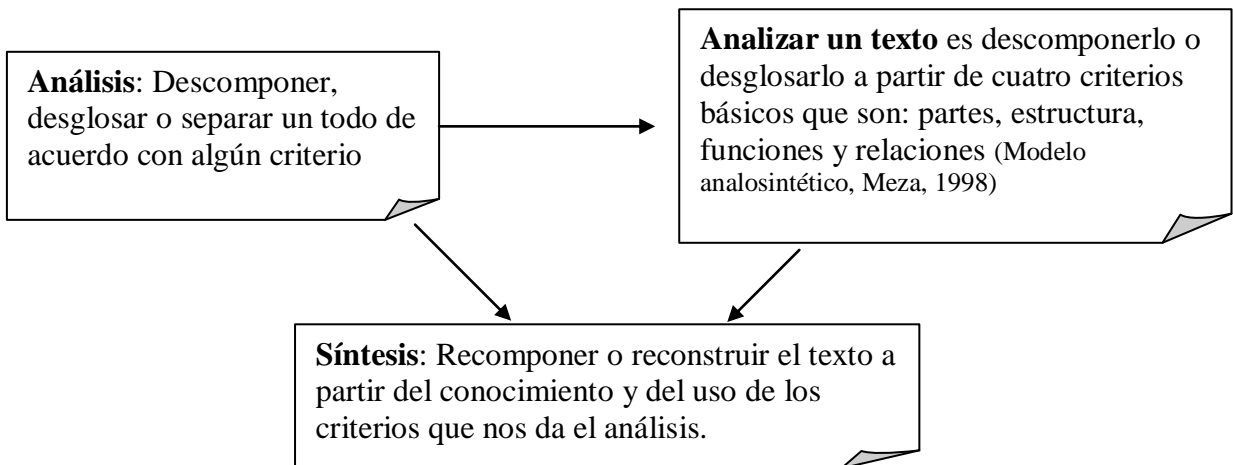 Análisis: Descomponer,
desglosar o separar un todo de
acuerdo con algún criterio
Analizar un texto es descomponerlo o
desglosarlo a partir de cuatro criterios
básicos que son: partes, estructura,
funciones y relaciones (Modelo
analosintético, Meza, 1998)
Síntesis: Recomponer o reconstruir el texto a
partir del conocimiento y del uso de los
criterios que nos da el análisis.